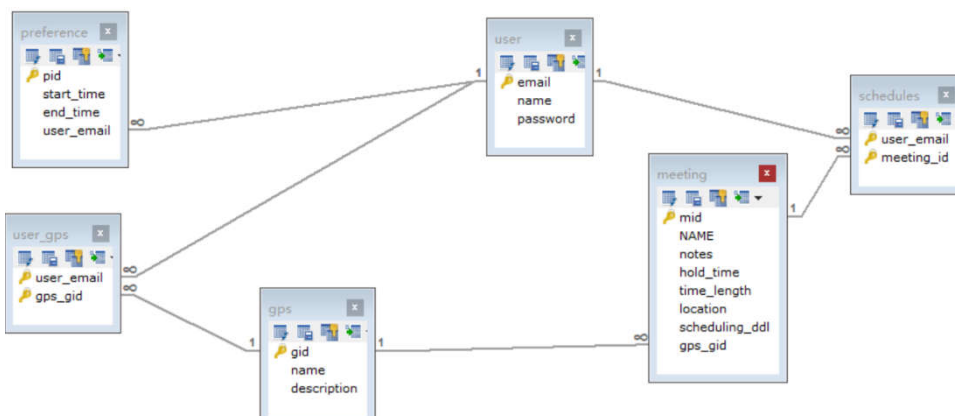 preference
pid
start_time
end_time
user_email
user
email
name
password
schedules
user_email
meeting_id
meeting
mid
NAME
notes
hold_time
time_length
location
scheduling_ddl
gps_gid
user_gps
user_email
gps_gid
gps
gid
name
description
1
∞
1
∞
∞
1
∞
∞
1
1
∞